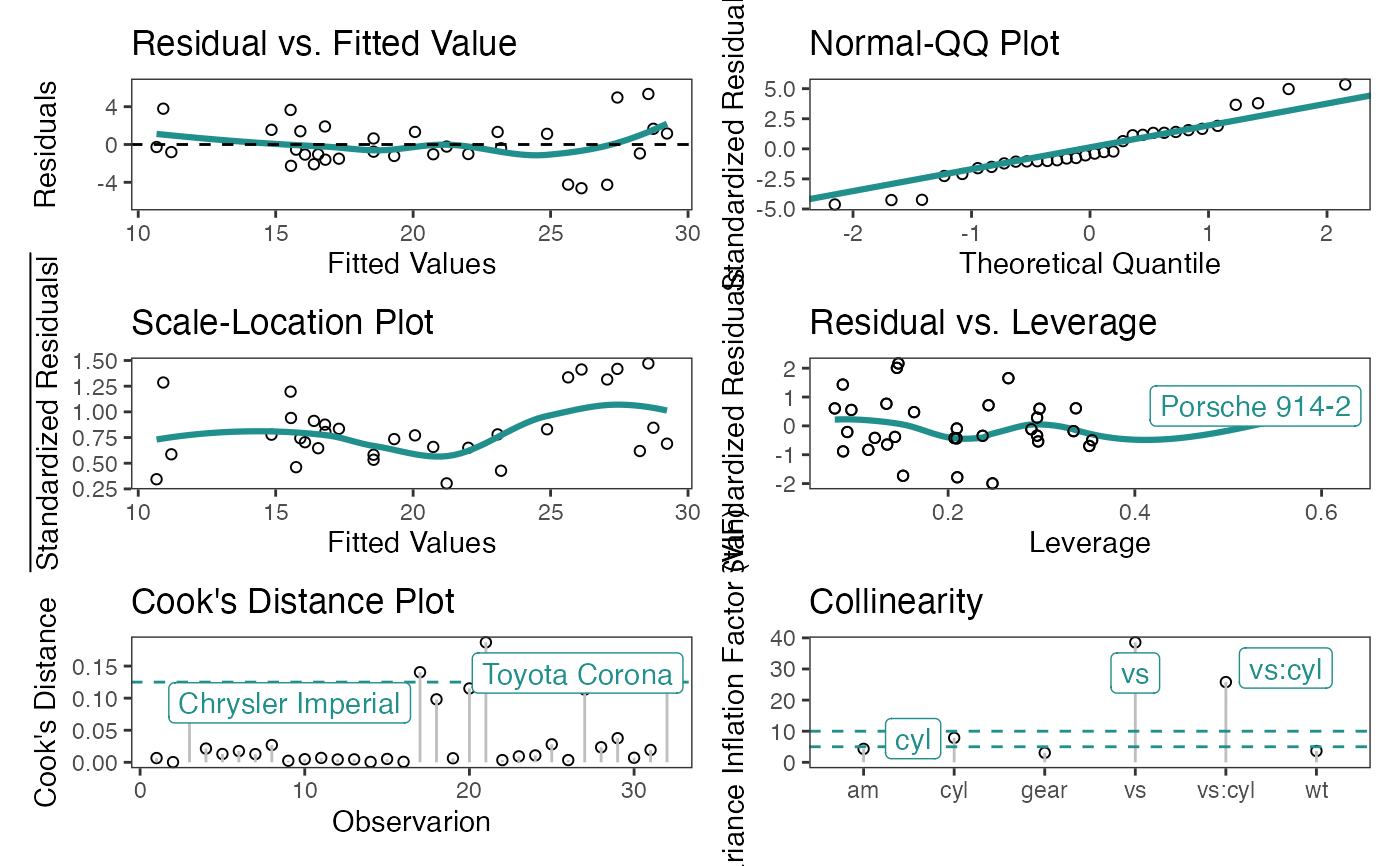 Residual vs. Fitted Value
Residuals
4
0
-4
10
15
20
25
30
Fitted Values
Normal-QQ Plot
Standardized Residual
5.0
2.5
0.0
-2.5
-5.0
-2
-1
0
1
2
Theoretical Quantile
Scale-Location Plot
Standardized Residuals
1.50
1.25
1.00
0.75
0.50
0.25
10
15
20
25
30
Fitted Values
Residual vs. Leverage
Standardized Residuals
2
1
0
-1
-2
Porsche 914-2
0.2
0.4
0.6
Leverage
Cook's Distance Plot
Cook's Distance
0.15
0.10
0.05
0.00
Chrysler Imperial
Toyota Corona
0
10
20
30
Observarion
Collinearity
riance Inflation Factor (VIF)
40
30
20
10
0
vs
vs:cyl
cyl
am
cyl
gear
vs
vs:cyl
wt